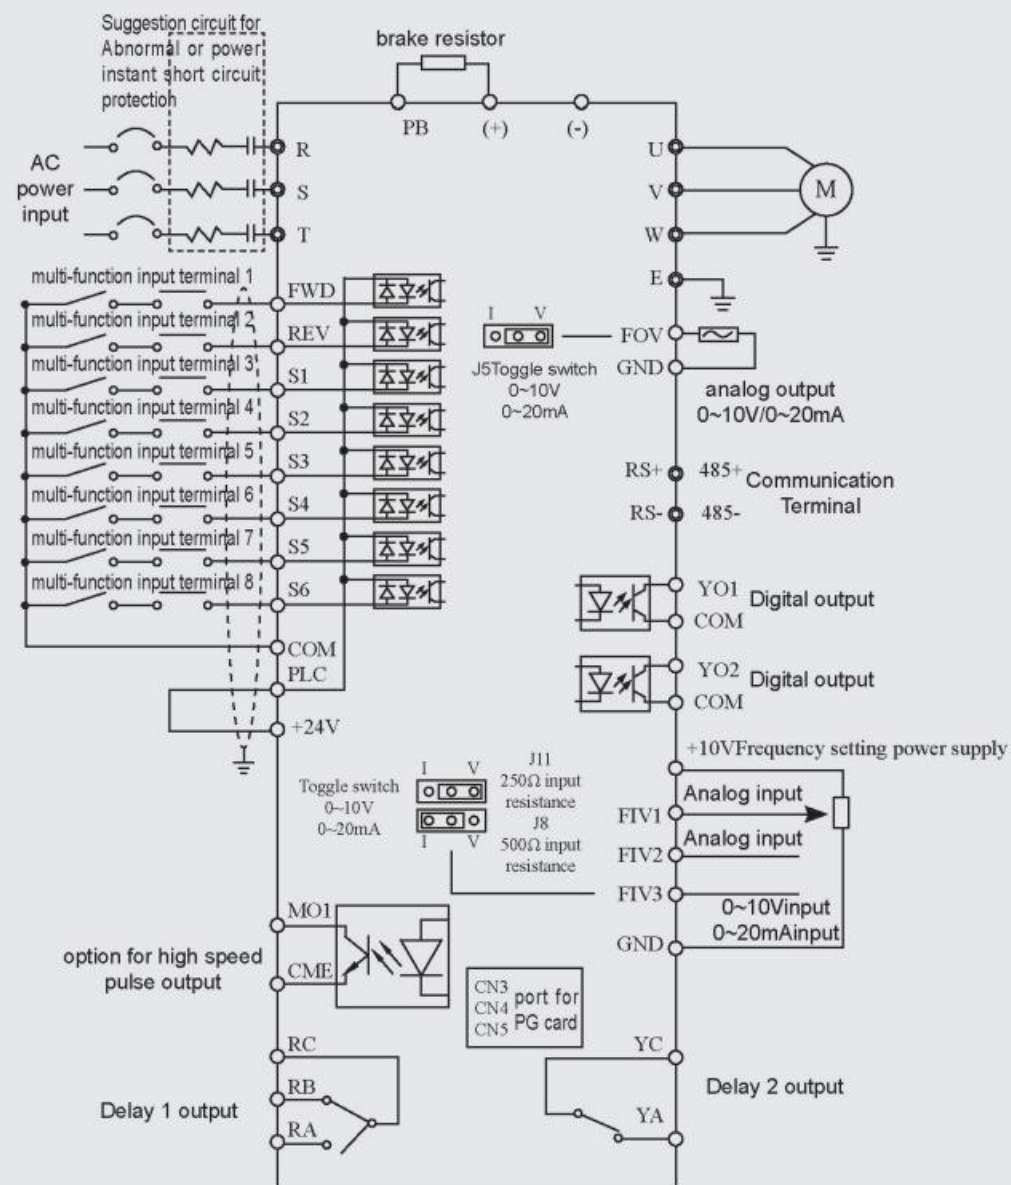 Suggestion circuit for
Abnormal or power
instant short circuit
protection
brake resistor
PB
(+)
(-)
AC
power
input
R
S
T
U
V
W
M
E
multi-function input terminal 1
FWD
multi-function input terminal 2
REV
multi-function input terminal 3
S1
multi-function input terminal 4
S2
multi-function input terminal 5
S3
multi-function input terminal 6
S4
multi-function input terminal 7
S5
multi-function input terminal 8
S6
COM
PLC
+24V
I V
J5Toggle switch
0~10V
0~20mA
FOV
GND
analog output
0~10V/0~20mA
RS+ 485+
RS- 485-
Communication
Terminal
YO1
COM
Digital output
YO2
COM
Digital output
+10VFrequency setting power supply
Toggle switch
0~10V
0~20mA
I V
I V
J11
250Ω input
resistance
J8
500Ω input
resistance
Analog input
FIV1
Analog input
FIV2
FIV3
0~10Vinput
0~20mAinput
GND
MO1
CME
option for high speed
pulse output
CN3
CN4
CN5
port for
PG card
RC
RB
RA
Delay 1 output
YC
YA
Delay 2 output